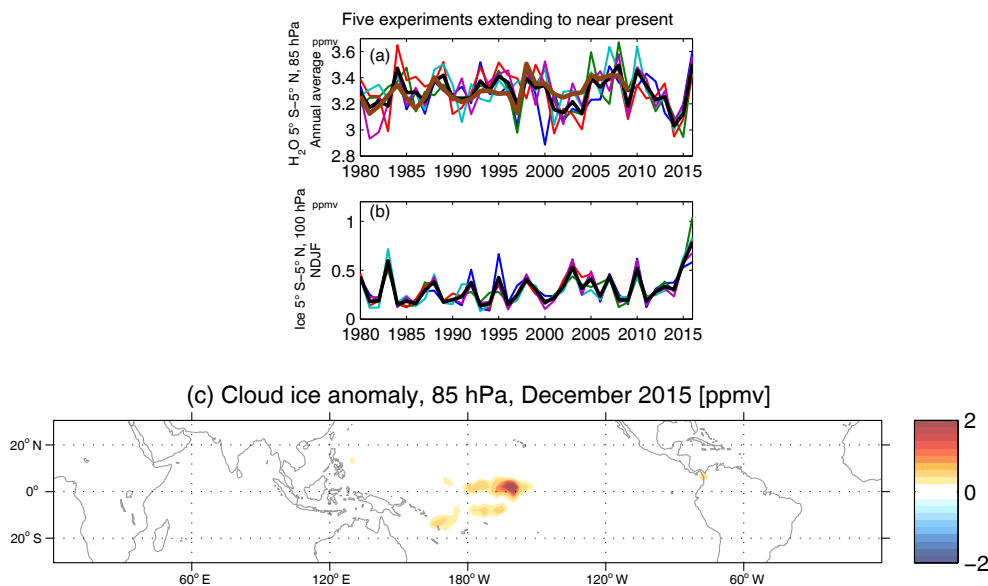 Five experiments extending to near present
H₂O 5° S–5° N, 85 hPa
Annual average
ppmv
(a)
3.6
3.4
3.2
3
2.8
1980 1985 1990 1995 2000 2005 2010 2015
Ice 5° S–5° N, 100 hPa
NDJF
ppmv
(b)
1
0.5
0
1980 1985 1990 1995 2000 2005 2010 2015
(c) Cloud ice anomaly, 85 hPa, December 2015 [ppmv]
20° N
0°
20° S
60° E 120° E 180° W 120° W 60° W
2
1
0
−1
−2